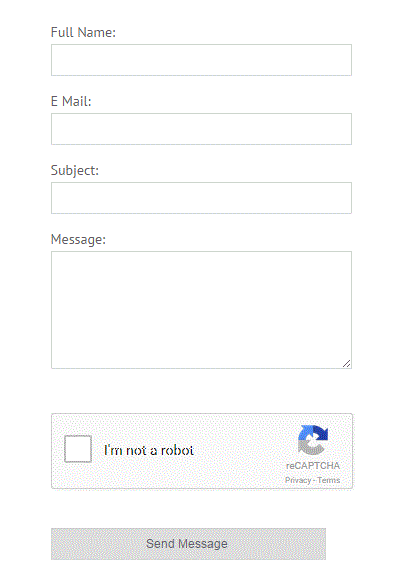 Full Name:
E Mail:
Subject:
Message:
I'm not a robot
reCAPTCHA
Privacy - Terms
Send Message